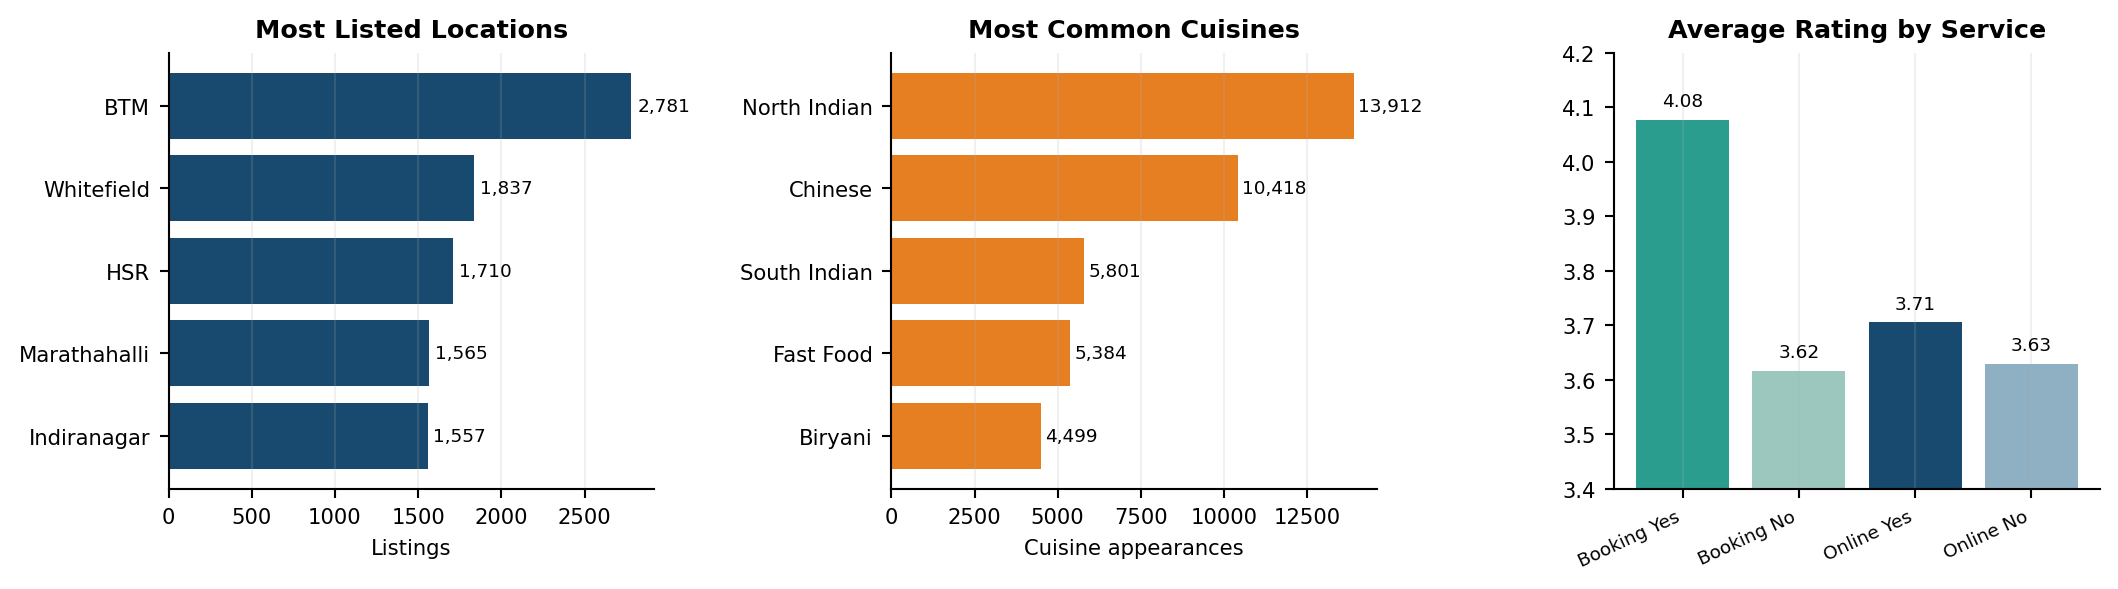 Most Listed Locations
BTM
2,781
Whitefield
1,837
HSR
1,710
Marathahalli
1,565
Indiranagar
1,557
0 500 1000 1500 2000 2500
Listings
Most Common Cuisines
North Indian
13,912
Chinese
10,418
South Indian
5,801
Fast Food
5,384
Biryani
4,499
0 2500 5000 7500 10000 12500
Cuisine appearances
Average Rating by Service
4.2
4.1
4.0
3.9
3.8
3.7
3.6
3.5
3.4
4.08
3.62
3.71
3.63
Booking Yes
Booking No
Online Yes
Online No